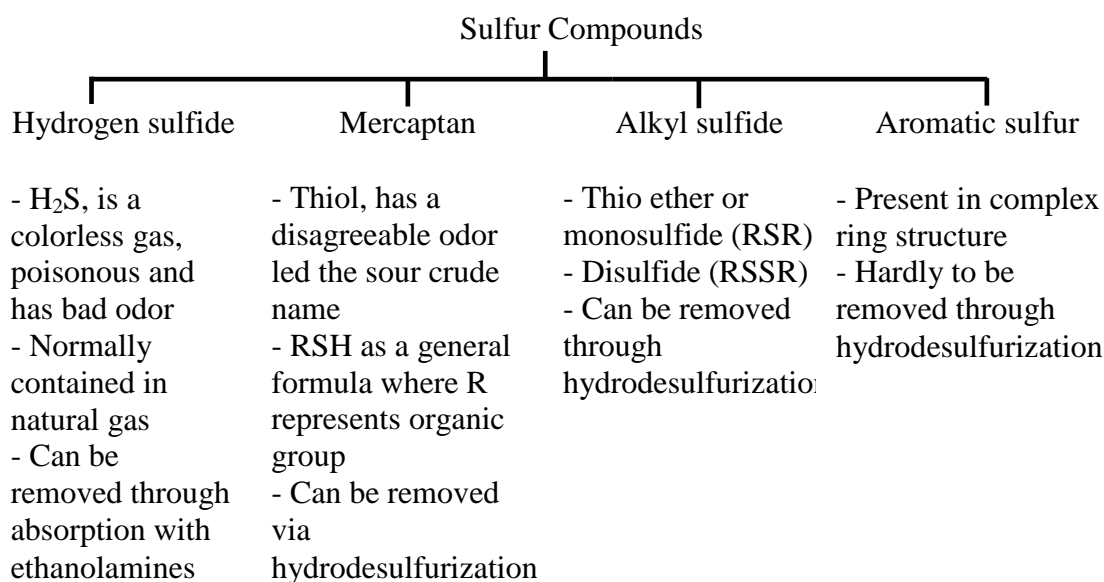 Sulfur Compounds
Hydrogen sulfide
Mercaptan
Alkyl sulfide
Aromatic sulfur
- H₂S, is a
colorless gas,
poisonous and
has bad odor
- Normally
contained in
natural gas
- Can be
removed through
absorption with
ethanolamines
- Thiol, has a
disagreeable odor
led the sour crude
name
- RSH as a general
formula where R
represents organic
group
- Can be removed
via
hydrodesulfurization
- Thio ether or
monosulfide (RSR)
- Disulfide (RSSR)
- Can be removed
through
hydrodesulfurization
- Present in complex
ring structure
- Hardly to be
removed through
hydrodesulfurization